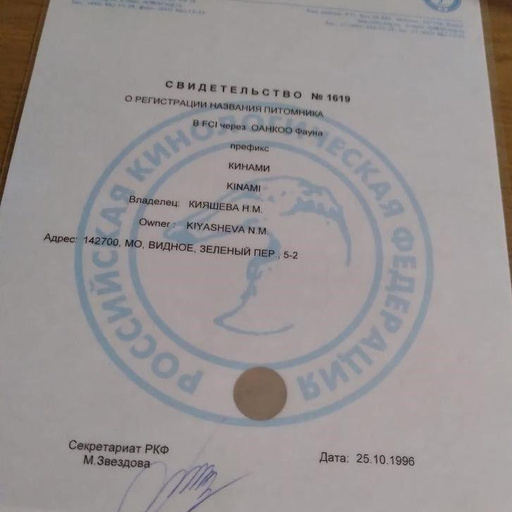 СВИДЕТЕЛЬСТВО № 1619
О РЕГИСТРАЦИИ НАЗВАНИЯ ПИТОМНИКА
В FCI через ОАНКОО Фауна
префикс
КИНАМИ
KINAMI
Владелец: КИЯШЕВА Н.М.
Owner : KIYASHEVA N.M.
Адрес: 142700, МО, ВИДНОЕ, ЗЕЛЕНЫЙ ПЕР., 5-2
РОССИЙСКАЯ КИНОЛОГИЧЕСКАЯ ФЕДЕРАЦИЯ
Секретариат РКФ
М.Звездова
Дата: 25.10.1996